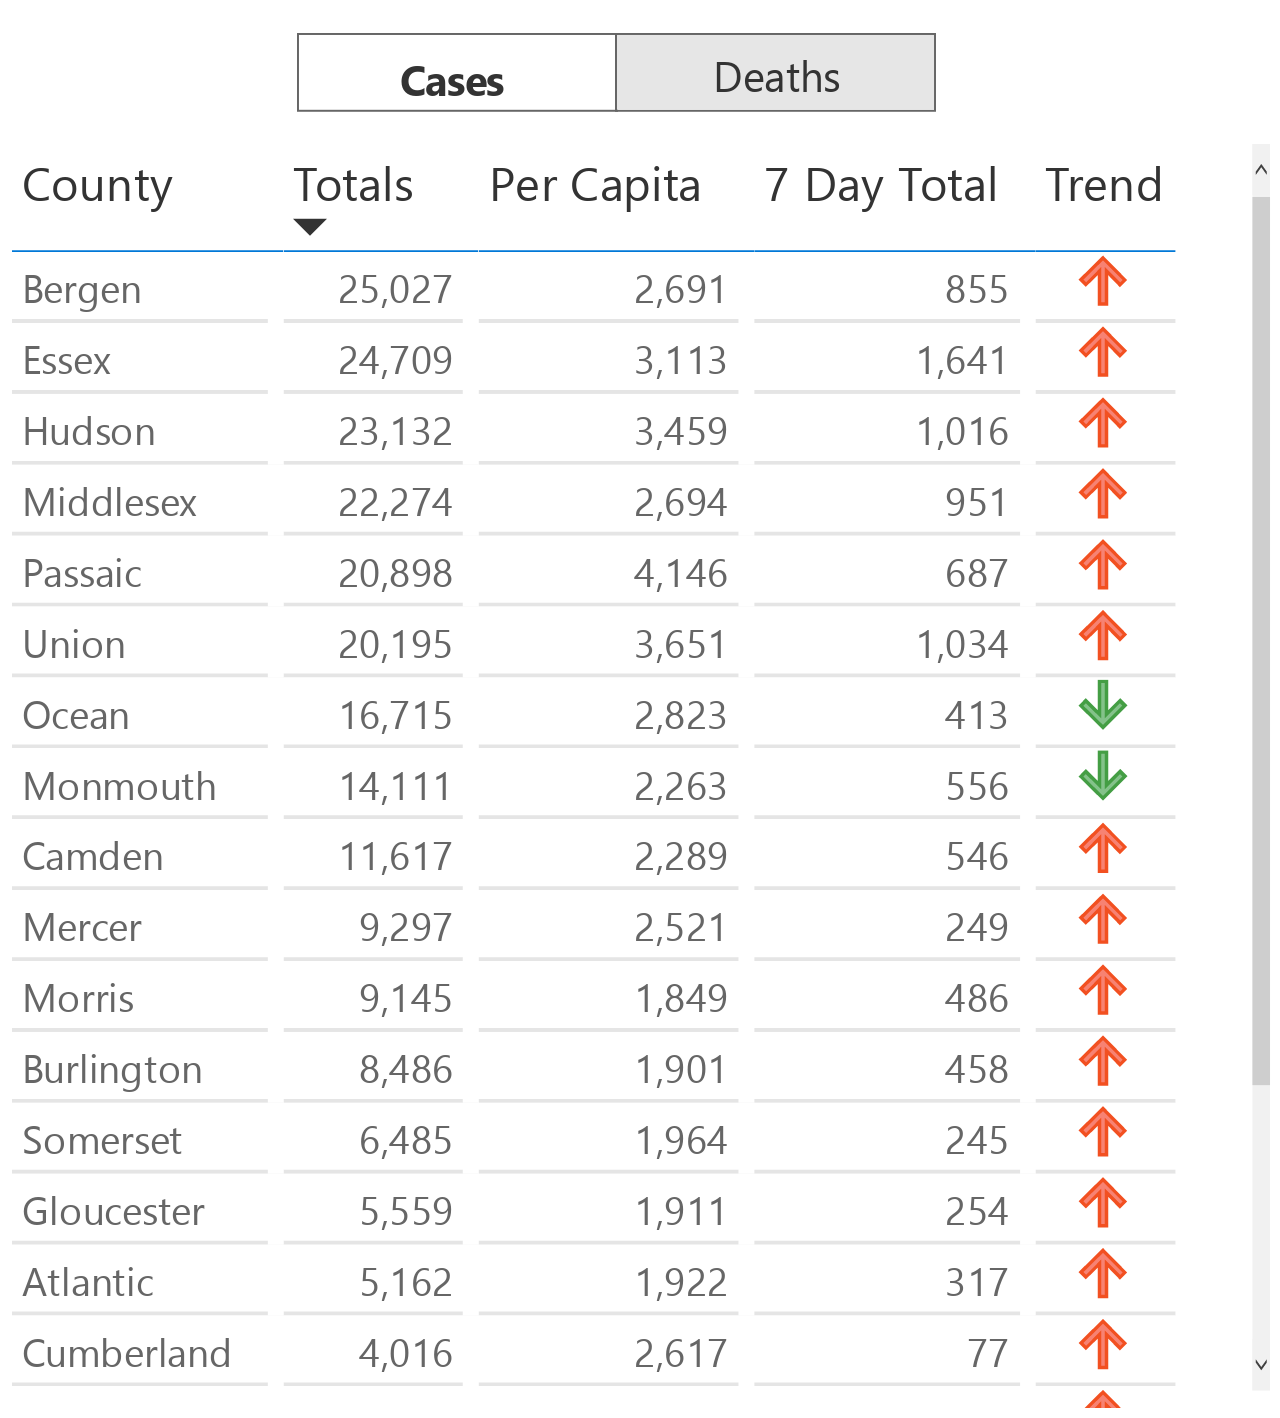 Cases Deaths
County Totals Per Capita 7 Day Total Trend
Bergen 25,027 2,691 855
Essex 24,709 3,113 1,641
Hudson 23,132 3,459 1,016
Middlesex 22,274 2,694 951
Passaic 20,898 4,146 687
Union 20,195 3,651 1,034
Ocean 16,715 2,823 413
Monmouth 14,111 2,263 556
Camden 11,617 2,289 546
Mercer 9,297 2,521 249
Morris 9,145 1,849 486
Burlington 8,486 1,901 458
Somerset 6,485 1,964 245
Gloucester 5,559 1,911 254
Atlantic 5,162 1,922 317
Cumberland 4,016 2,617 77